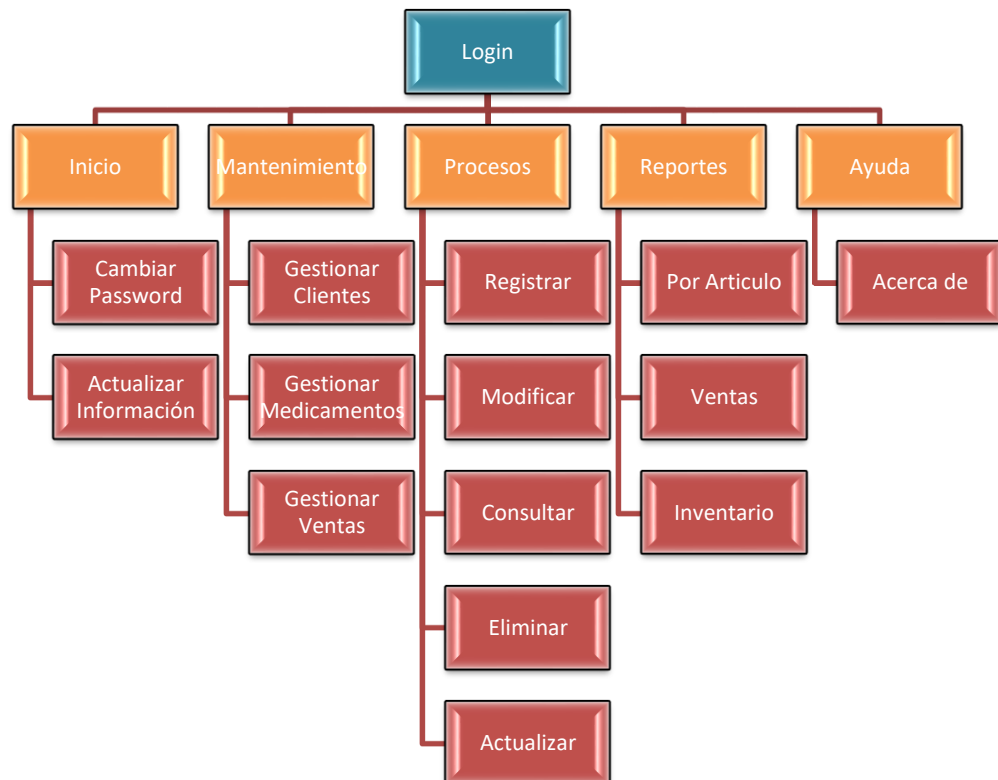 Login
Inicio
Mantenimiento
Procesos
Reportes
Ayuda
Cambiar
Password
Gestionar
Clientes
Registrar
Por Articulo
Acerca de
Actualizar
Información
Gestionar
Medicamentos
Modificar
Ventas
Gestionar
Ventas
Consultar
Inventario
Eliminar
Actualizar